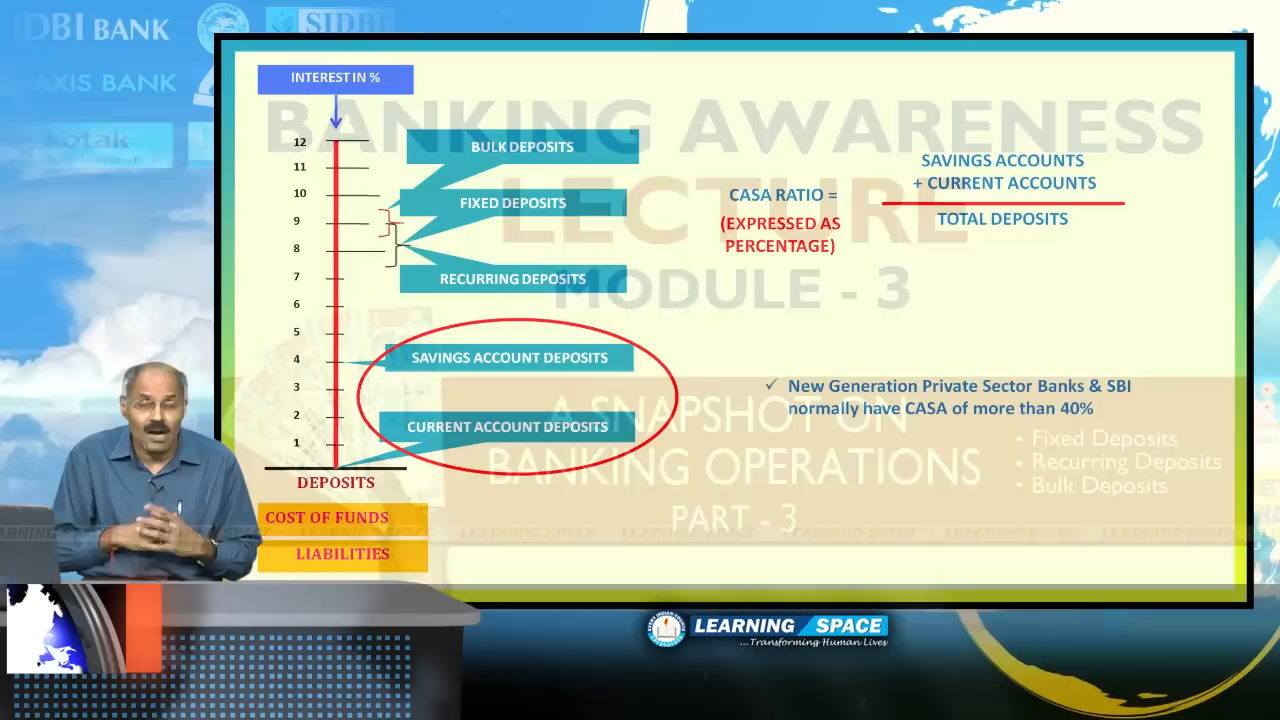 IDBI BANK
SIDBI
AXIS BANK
kotak
INTEREST IN %
BANKING AWARENESS
LECTURE
MODULE - 3
12
11
10
9
8
7
6
5
4
3
2
1
BULK DEPOSITS
FIXED DEPOSITS
RECURRING DEPOSITS
SAVINGS ACCOUNT DEPOSITS
CURRENT ACCOUNT DEPOSITS
DEPOSITS
COST OF FUNDS
LIABILITIES
CASA RATIO =
(EXPRESSED AS
PERCENTAGE)
SAVINGS ACCOUNTS
+ CURRENT ACCOUNTS
TOTAL DEPOSITS
✓ New Generation Private Sector Banks & SBI
normally have CASA of more than 40%
A SNAPSHOT ON
BANKING OPERATIONS
PART - 3
• Fixed Deposits
• Recurring Deposits
• Bulk Deposits
LEARNING SPACE
...Transforming Human Lives